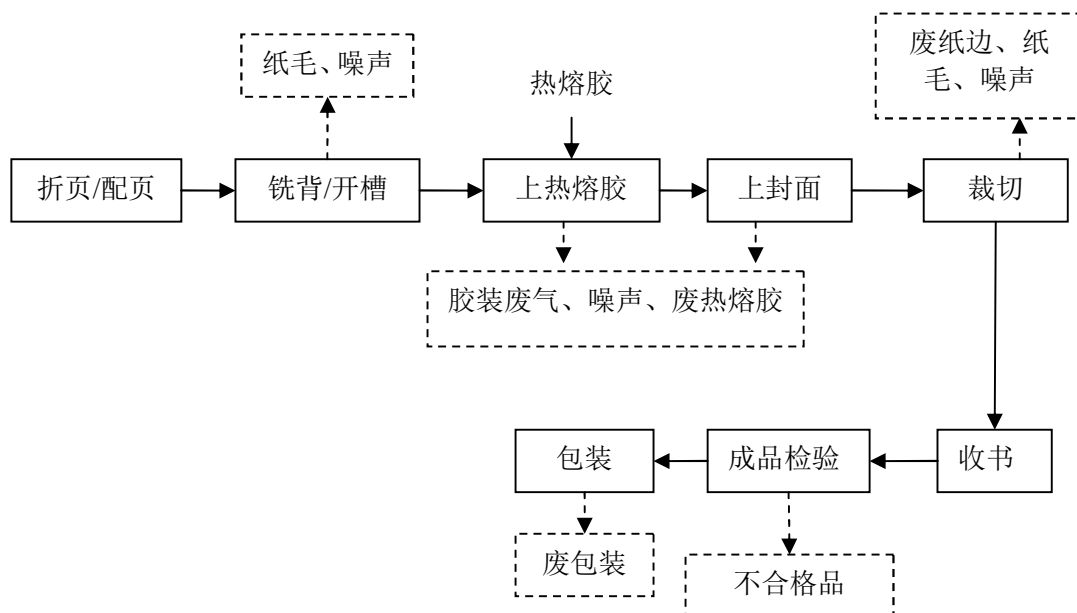 纸毛、噪声
热熔胶
废纸边、纸
毛、噪声
折页/配页
铣背/开槽
上热熔胶
上封面
裁切
胶装废气、噪声、废热熔胶
包装
成品检验
收书
废包装
不合格品